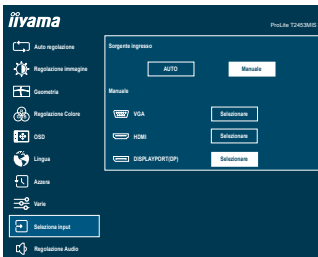 iiyama
ProLite T2453MIS
Auto regolazione
Regolazione immagine
Geometria
Regolazione Colore
OSD
Lingua
Azzera
Varie
Seleziona input
Regolazione Audio
Sorgente ingresso
AUTO
Manuale
Manuale
VGA
Selezionare
HDMI
Selezionare
DISPLAYPORT(DP)
Selezionare